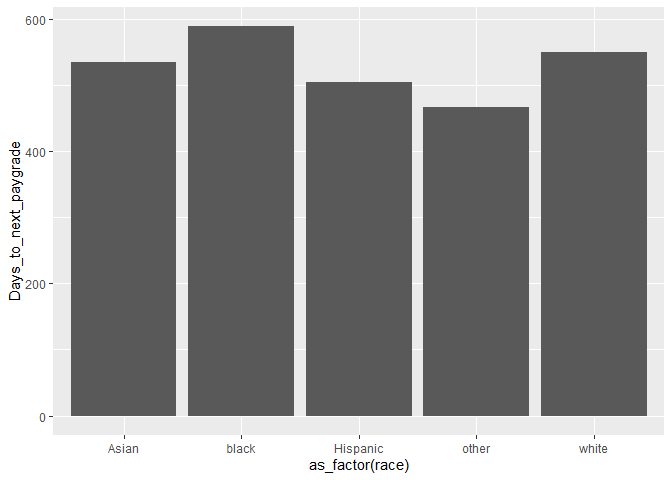 600
400
200
0
Days_to_next_paygrade
Asian black Hispanic other white
as_factor(race)